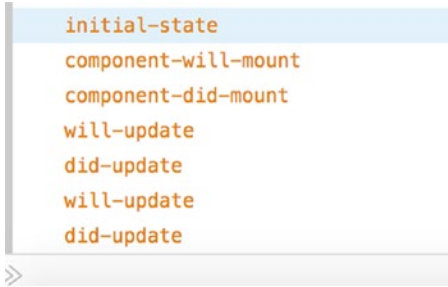 initial-state
component-will-mount
component-did-mount
will-update
did-update
will-update
did-update